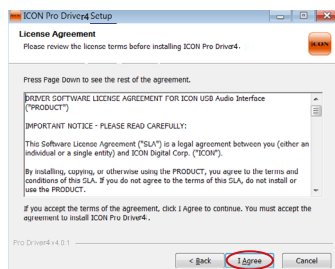 ICON Pro Driver4 Setup
License Agreement
Please review the license terms before installing ICON Pro Driver4.
ICON
Press Page Down to see the rest of the agreement.
DRIVER SOFTWARE LICENSE AGREEMENT FOR ICON USB Audio Interface
("PRODUCT")
IMPORTANT NOTICE - PLEASE READ CAREFULLY:
This Software License Agreement ("SLA") is a legal agreement between you (either an
individual or a single entity) and ICON Digital Corp. ("ICON").
By installing, copying, or otherwise using the PRODUCT, you agree to the terms and
conditions of this SLA. If you do not agree to the terms of this SLA, do not install or
use the PRODUCT.
If you accept the terms of the agreement, click I Agree to continue. You must accept the
agreement to install ICON Pro Driver4.
Pro Driver4 v4.0.1
< Back
I Agree
Cancel